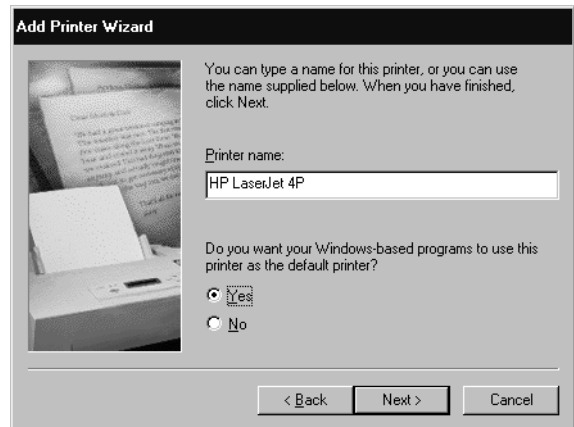 Add Printer Wizard
You can type a name for this printer, or you can use
the name supplied below. When you have finished,
click Next.
Printer name:
HP LaserJet 4P
Do you want your Windows-based programs to use this
printer as the default printer?
Yes
No
< Back Next > Cancel